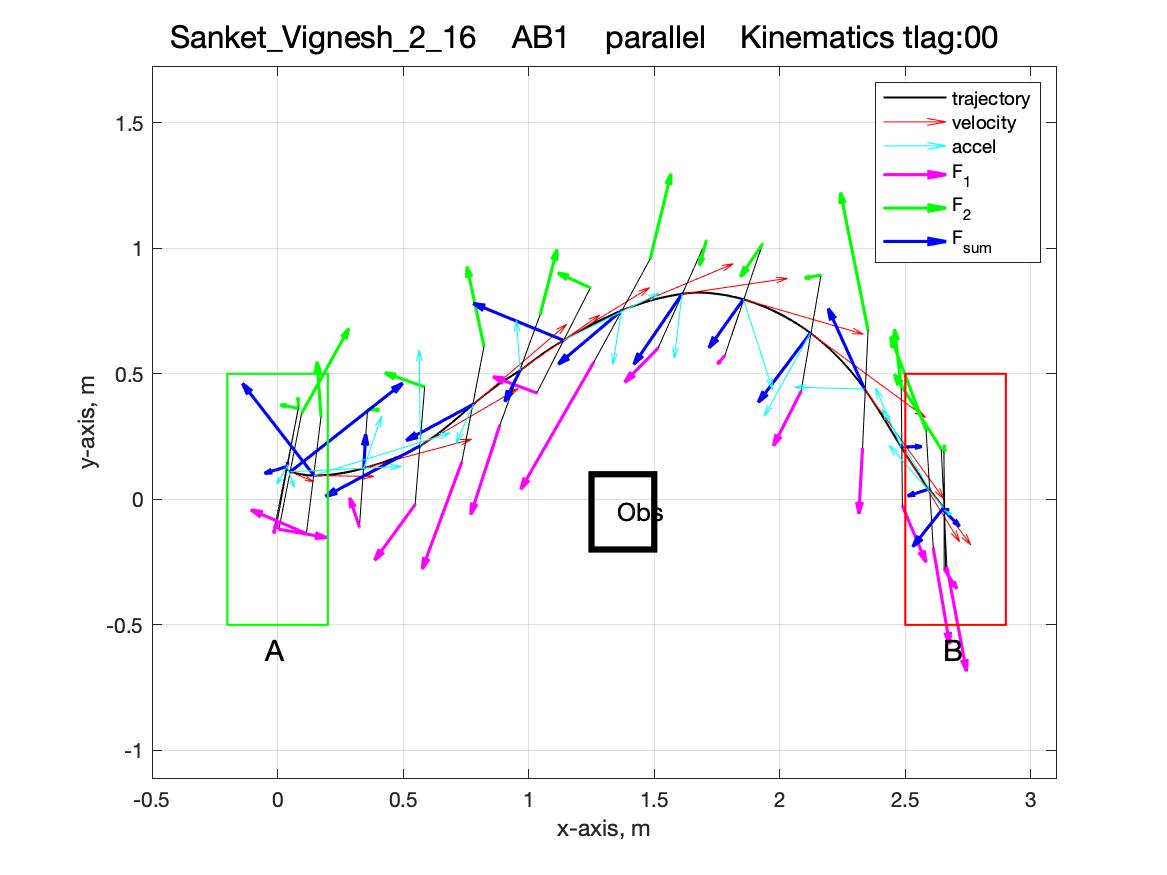 Sanket_Vignesh_2_16 AB1 parallel Kinematics tlag:00
trajectory
velocity
accel
F1
F2
Fsum
1.5
1
0.5
0
-0.5
-1
y-axis, m
Obs
A
B
-0.5 0 0.5 1 1.5 2 2.5 3
x-axis, m